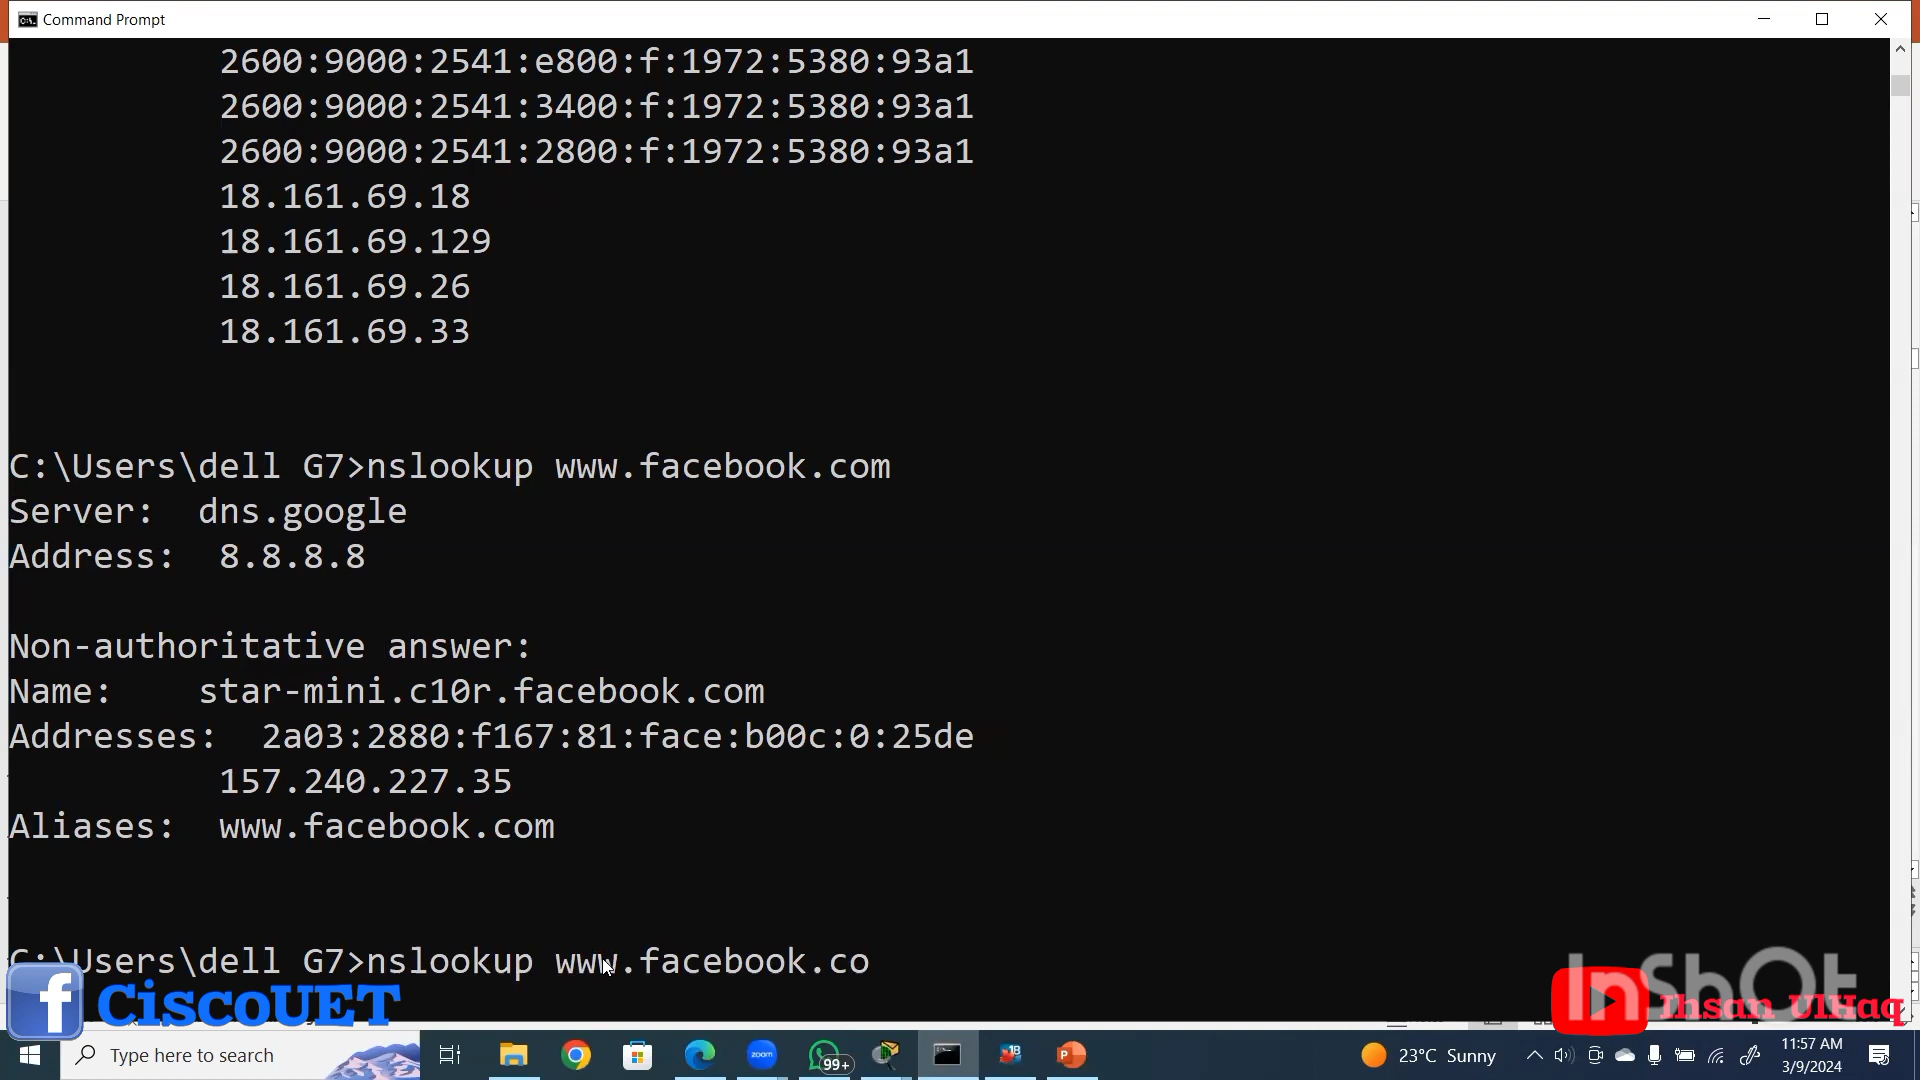 Command Prompt
2600:9000:2541:e800:f:1972:5380:93a1
2600:9000:2541:3400:f:1972:5380:93a1
2600:9000:2541:2800:f:1972:5380:93a1
18.161.69.18
18.161.69.129
18.161.69.26
18.161.69.33
C:\Users\dell G7>nslookup www.facebook.com
Server:  dns.google
Address:  8.8.8.8
Non-authoritative answer:
Name:    star-mini.c10r.facebook.com
Addresses:  2a03:2880:f167:81:face:b00c:0:25de
157.240.227.35
Aliases:  www.facebook.com
C:\Users\dell G7>nslookup www.facebook.co
f CiscoUET
InShOt
Ihsan UlHaq
Type here to search
zoom
99+
18
P
23°C Sunny
11:57 AM
3/9/2024